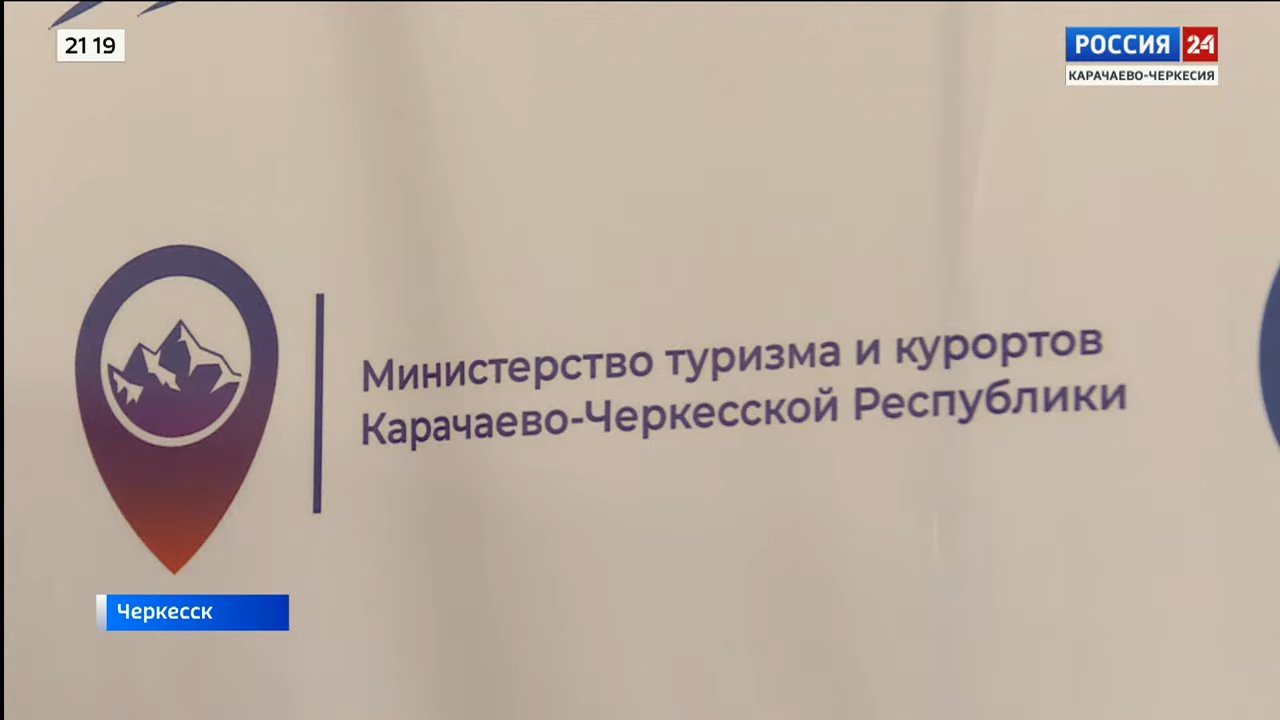 21 19
РОССИЯ 24
КАРАЧАЕВО-ЧЕРКЕСИЯ
Министерство туризма и курортов
Карачаево-Черкесской Республики
Черкесск